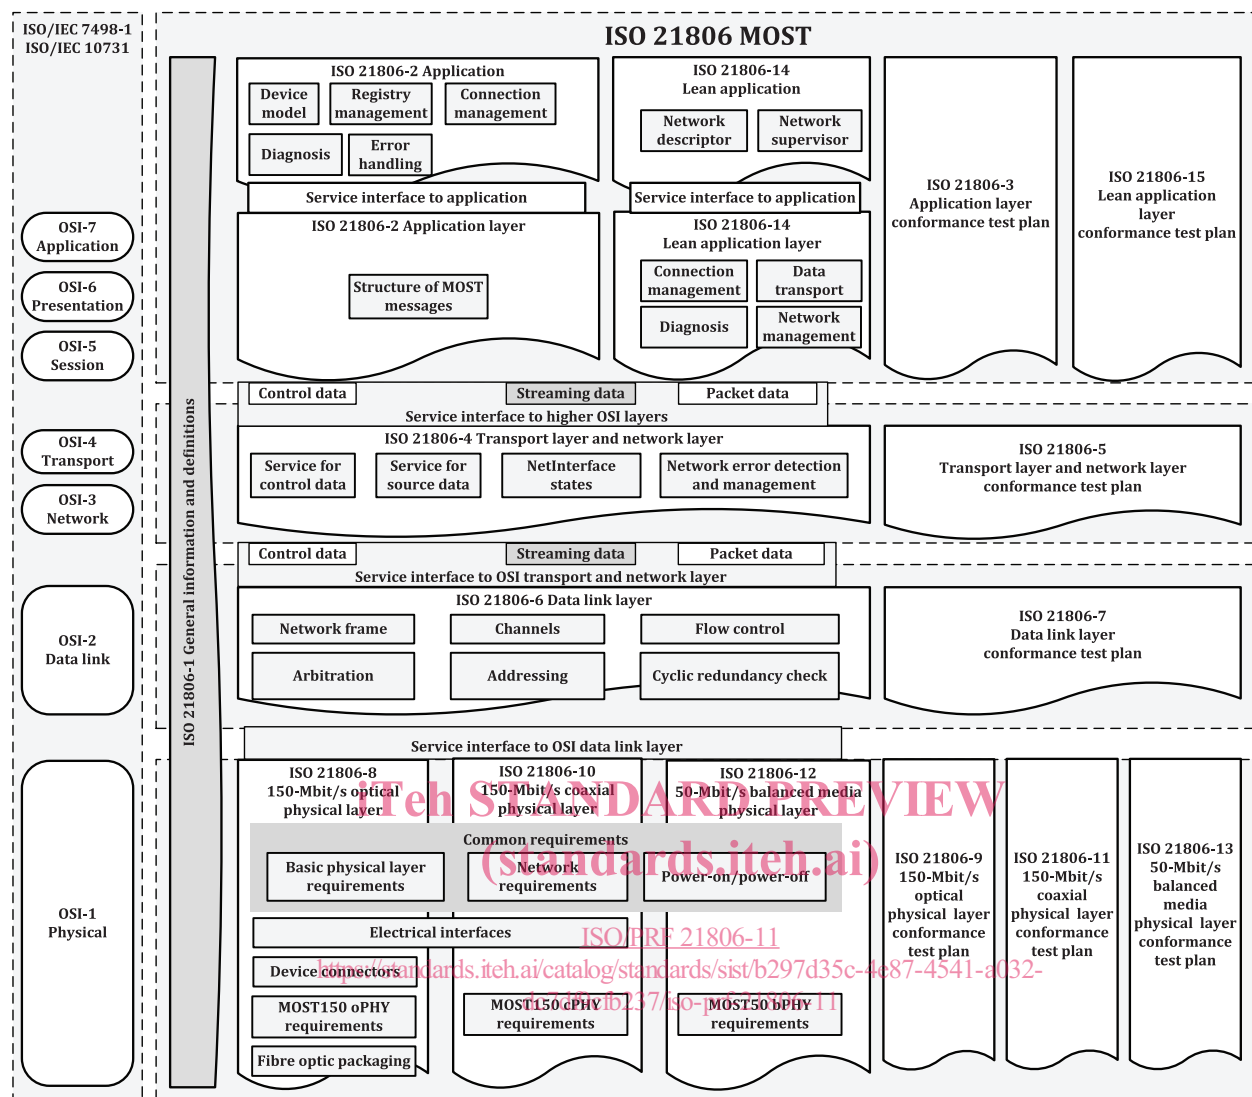 ISO/IEC 7498-1
ISO/IEC 10731
ISO 21806 MOST
OSI-7
Application
OSI-6
Presentation
OSI-5
Session
OSI-4
Transport
OSI-3
Network
OSI-2
Data link
OSI-1
Physical
ISO 21806-1 General information and definitions
ISO 21806-2 Application
Device
model
Registry
management
Connection
management
Diagnosis
Error
handling
Service interface to application
ISO 21806-2 Application layer
Structure of MOST
messages
ISO 21806-14
Lean application
Network
descriptor
Network
supervisor
Service interface to application
ISO 21806-14
Lean application layer
Connection
management
Data
transport
Diagnosis
Network
management
ISO 21806-3
Application layer
conformance test plan
ISO 21806-15
Lean application
layer
conformance test plan
Control data
Streaming data
Packet data
Service interface to higher OSI layers
ISO 21806-4 Transport layer and network layer
Service for
control data
Service for
source data
NetInterface
states
Network error detection
and management
ISO 21806-5
Transport layer and network layer
conformance test plan
Control data
Streaming data
Packet data
Service interface to OSI transport and network layer
ISO 21806-6 Data link layer
Network frame
Channels
Flow control
Arbitration
Addressing
Cyclic redundancy check
ISO 21806-7
Data link layer
conformance test plan
Service interface to OSI data link layer
ISO 21806-8
150-Mbit/s optical
physical layer
ISO 21806-10
150-Mbit/s coaxial
physical layer
ISO 21806-12
50-Mbit/s balanced media
physical layer
Common requirements
Basic physical layer
requirements
Network
requirements
Power-on/power-off
Electrical interfaces
Device connectors
MOST150 oPHY
requirements
Fibre optic packaging
MOST150 cPHY
requirements
MOST50 bPHY
requirements
ISO 21806-9
150-Mbit/s
optical
physical layer
conformance
test plan
ISO 21806-11
150-Mbit/s
coaxial
physical layer
conformance
test plan
ISO 21806-13
50-Mbit/s
balanced
media
physical layer
conformance
test plan
iTeh STANDARD PREVIEW
(standards.iteh.ai)
ISO/PRF 21806-11
https://standards.iteh.ai/catalog/standards/sist/b297d35c-4e87-4541-a032-